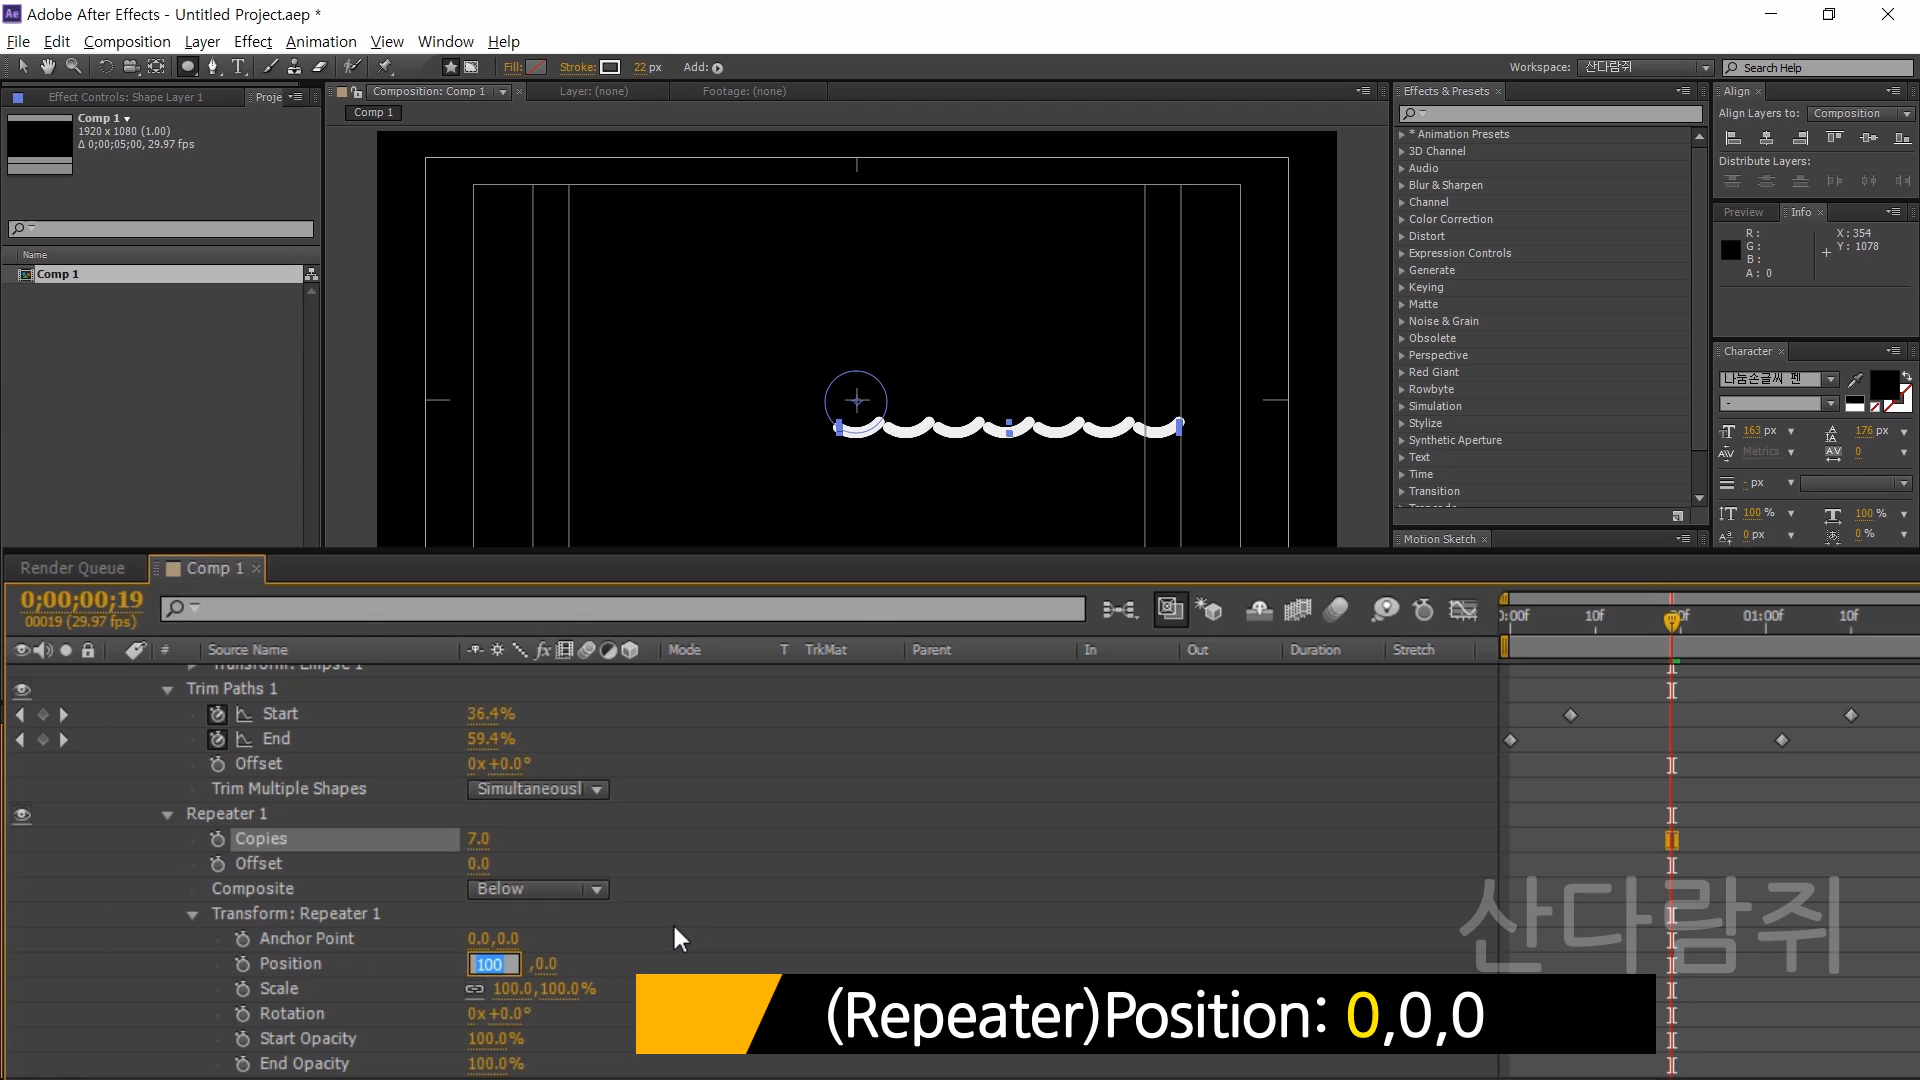 Adobe After Effects - Untitled Project.aep *
File Edit Composition Layer Effect Animation View Window Help
Fill: Stroke: 22 px Add: Workspace: 산다람쥐 Search Help
Effect Controls: Shape Layer 1 Proje Composition: Comp 1 Layer: (none) Footage: (none) Effects & Presets Align
Comp 1
1920 x 1080 (1.00)
Δ 0;00;05;00, 29.97 fps
Name
Comp 1
Comp 1
* Animation Presets
3D Channel
Audio
Blur & Sharpen
Channel
Color Correction
Distort
Expression Controls
Generate
Keying
Matte
Noise & Grain
Obsolete
Perspective
Red Giant
Rowbyte
Simulation
Stylize
Synthetic Aperture
Text
Time
Transition
Motion Sketch
Align Layers to: Composition
Distribute Layers:
Preview Info
R : X : 354
G : Y : 1078
B :
A : 0
Character
나눔손글씨 펜
-
163 px 176 px
Metrics 0
- px
100 % 100 %
0 px 0 %
Render Queue Comp 1
0;00;00;19
00019 (29.97 fps)
0:00f 10f 20f 01:00f 10f
# Source Name Mode T TrkMat Parent In Out Duration Stretch
Transform: Ellipse 1
Trim Paths 1
Start 36.4%
End 59.4%
Offset 0x +0.0°
Trim Multiple Shapes Simultaneousl
Repeater 1
Copies 7.0
Offset 0.0
Composite Below
Transform: Repeater 1
Anchor Point 0.0,0.0
Position 100 ,0.0
Scale 100.0,100.0%
Rotation 0x +0.0°
Start Opacity 100.0%
End Opacity 100.0%
산다람쥐
(Repeater)Position: 0,0,0